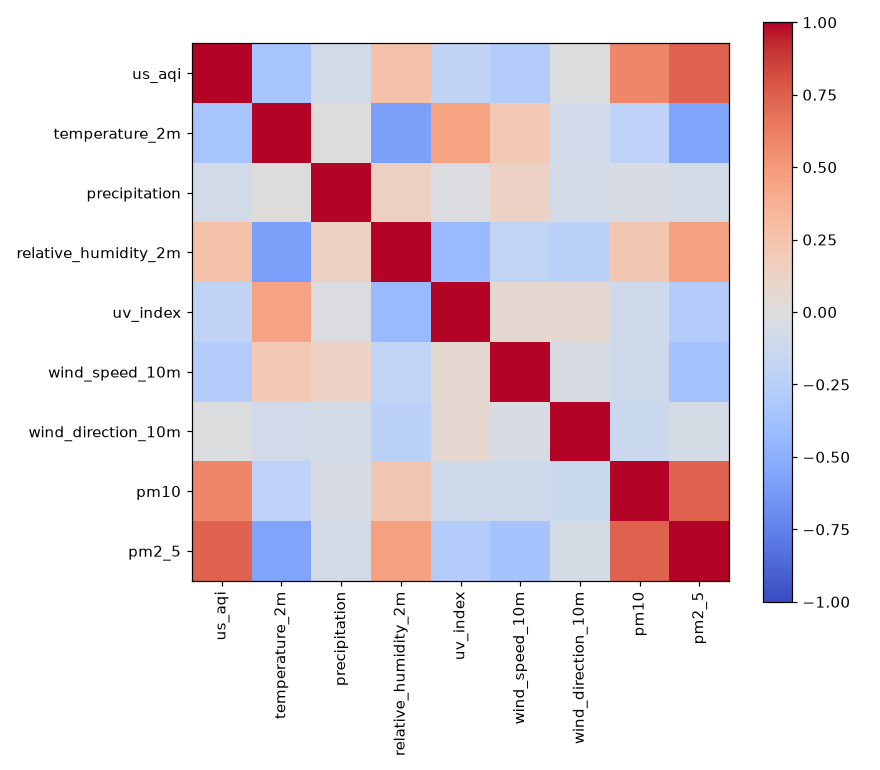 us_aqi
temperature_2m
precipitation
relative_humidity_2m
uv_index
wind_speed_10m
wind_direction_10m
pm10
pm2_5
us_aqi
temperature_2m
precipitation
relative_humidity_2m
uv_index
wind_speed_10m
wind_direction_10m
pm10
pm2_5
1.00
0.75
0.50
0.25
0.00
−0.25
−0.50
−0.75
−1.00